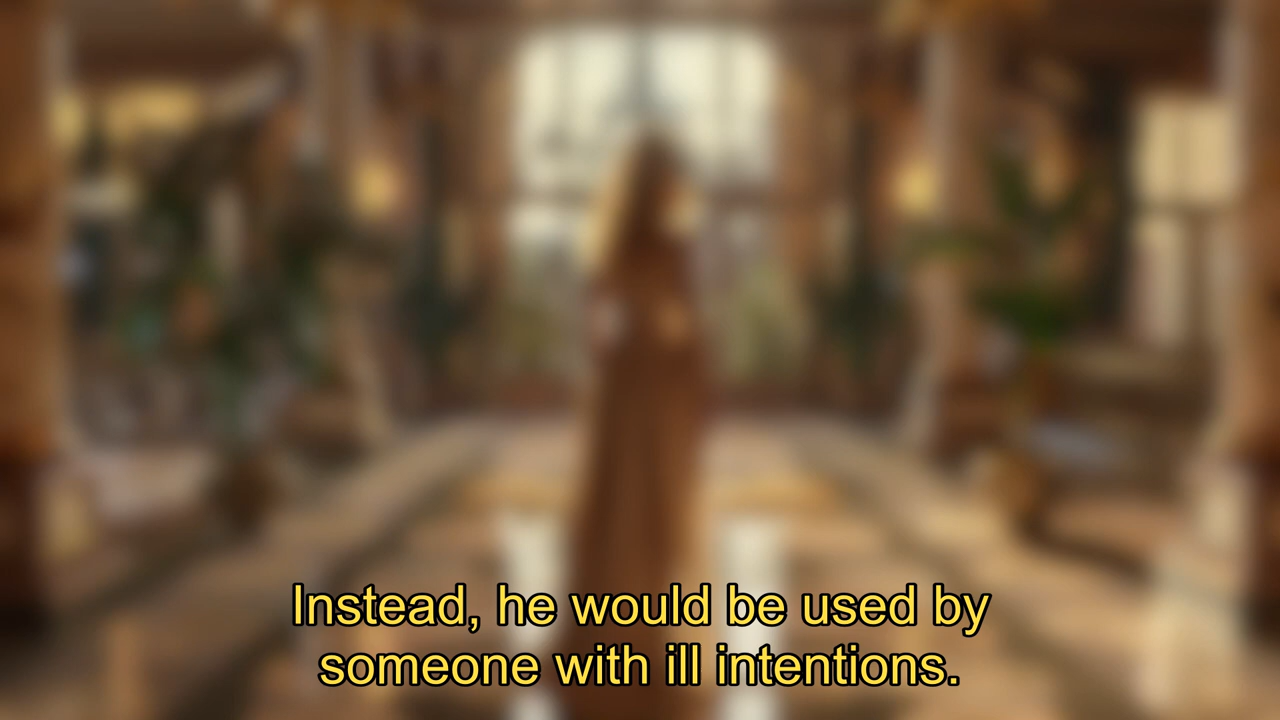 Instead, he would be used by
someone with ill intentions.